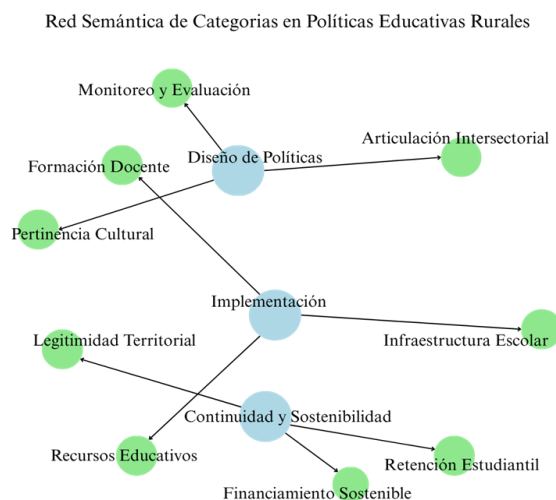 Red Semántica de Categorias en Políticas Educativas Rurales
Monitoreo y Evaluación
Articulación Intersectorial
Diseño de Políticas
Formación Docente
Pertinencia Cultural
Implementación
Legitimidad Territorial
Infraestructura Escolar
Continuidad y Sostenibilidad
Recursos Educativos
Retención Estudiantil
Financiamiento Sostenible